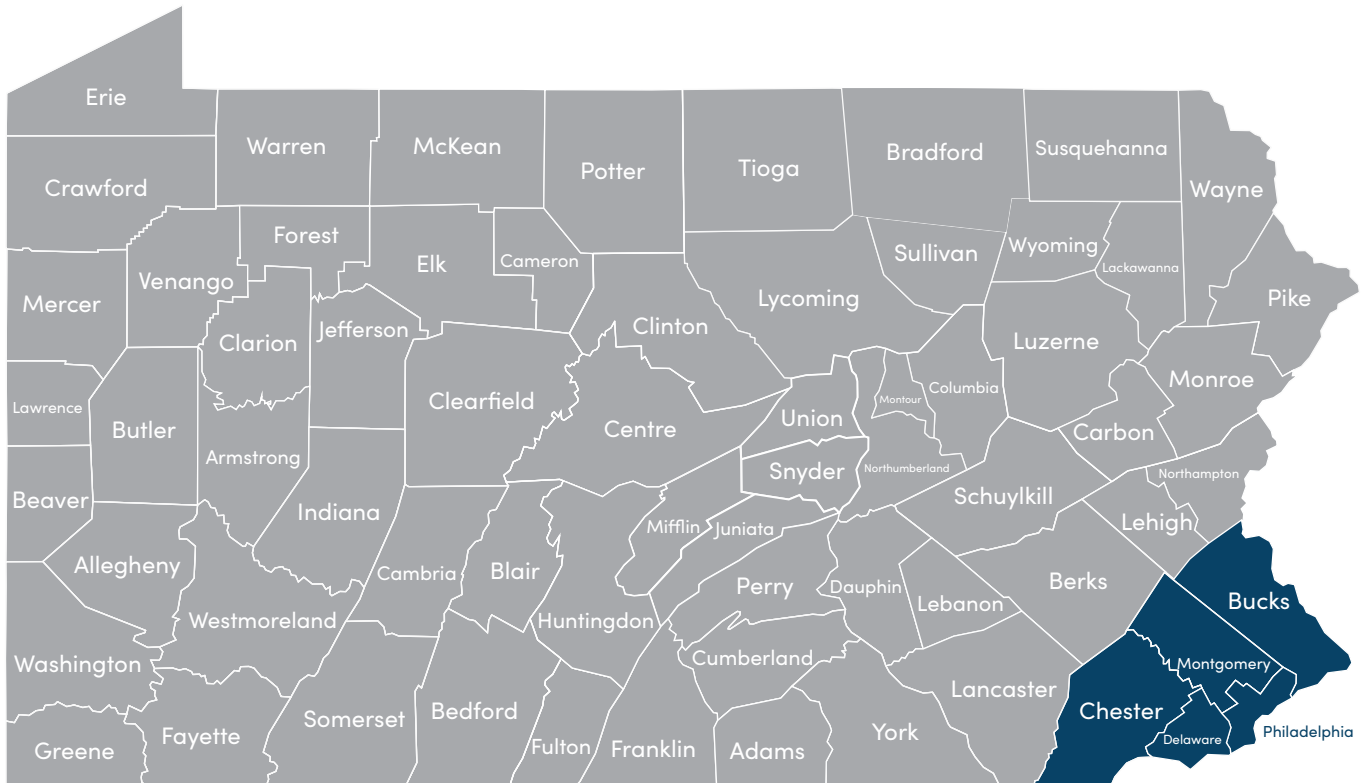 Erie
Warren
McKean
Potter
Tioga
Bradford
Susquehanna
Wayne
Crawford
Forest
Elk
Cameron
Sullivan
Wyoming
Lackawanna
Venango
Mercer
Lycoming
Pike
Clarion
Jefferson
Clinton
Luzerne
Monroe
Lawrence
Clearfield
Columbia
Montour
Butler
Centre
Union
Carbon
Armstrong
Snyder
Northumberland
Northampton
Beaver
Indiana
Mifflin
Juniata
Schuylkill
Lehigh
Allegheny
Cambria
Blair
Perry
Dauphin
Lebanon
Berks
Bucks
Westmoreland
Huntingdon
Washington
Cumberland
Montgomery
Somerset
Bedford
Lancaster
Chester
Greene
Fayette
Fulton
Franklin
Adams
York
Delaware
Philadelphia